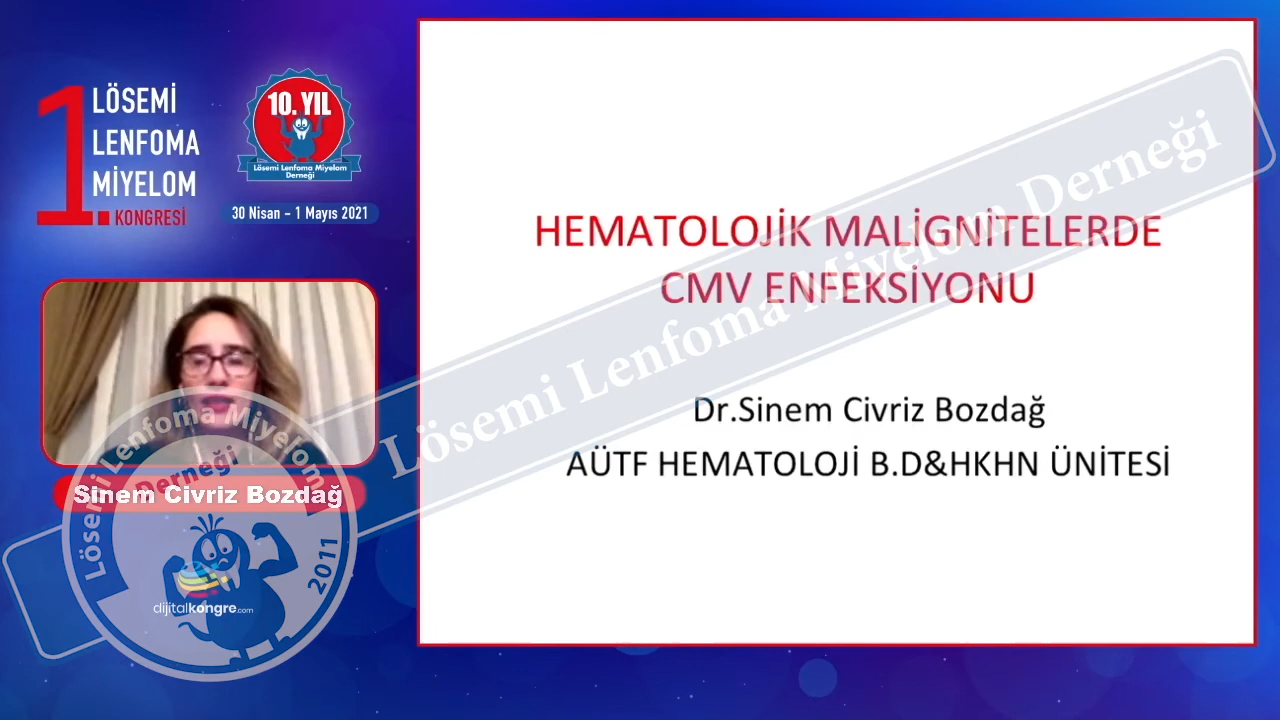 1.
LÖSEMİ
LENFOMA
MİYELOM
KONGRESİ
10. YIL
Lösemi Lenfoma Miyelom
Derneği
30 Nisan – 1 Mayıs 2021
HEMATOLOJİK MALİGNİTELERDE
CMV ENFEKSİYONU
Dr.Sinem Civriz Bozdağ
AÜTF HEMATOLOJİ B.D&HKHN ÜNİTESİ
Sinem Civriz Bozdağ
Lösemi Lenfoma Miyelom Derneği
Lösemi Lenfoma Miyelom
Derneği
2011
dijitalkongre.com